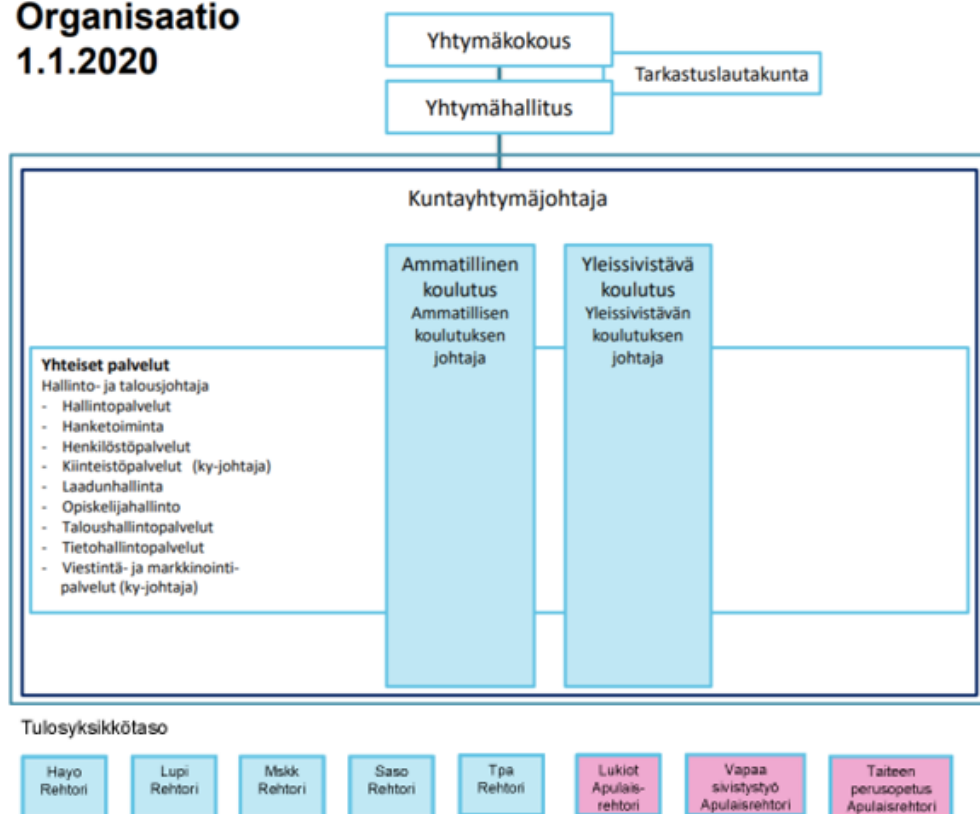 Organisaatio
1.1.2020
Yhtymäkokous
Tarkastuslautakunta
Yhtymähallitus
Kuntayhtymäjohtaja
Ammatillinen
koulutus
Ammatillisen
koulutuksen
johtaja
Yleissivistävä
koulutus
Yleissivistävän
koulutuksen
johtaja
Yhteiset palvelut
Hallinto- ja talousjohtaja
- Hallintopalvelut
- Hanketoiminta
- Henkilöstöpalvelut
- Kiinteistöpalvelut (ky-johtaja)
- Laadunhallinta
- Opiskelijahallinto
- Taloushallintopalvelut
- Tietohallintopalvelut
- Viestintä- ja markkinointi-
palvelut (ky-johtaja)
Tulosyksikkötaso
Hayo
Rehtori
Lupi
Rehtori
Mskk
Rehtori
Saso
Rehtori
Tpa
Rehtori
Lukiot
Apulais-
rehtori
Vapaa
sivistystyö
Apulaisrehtori
Taiteen
perusopetus
Apulaisrehtori